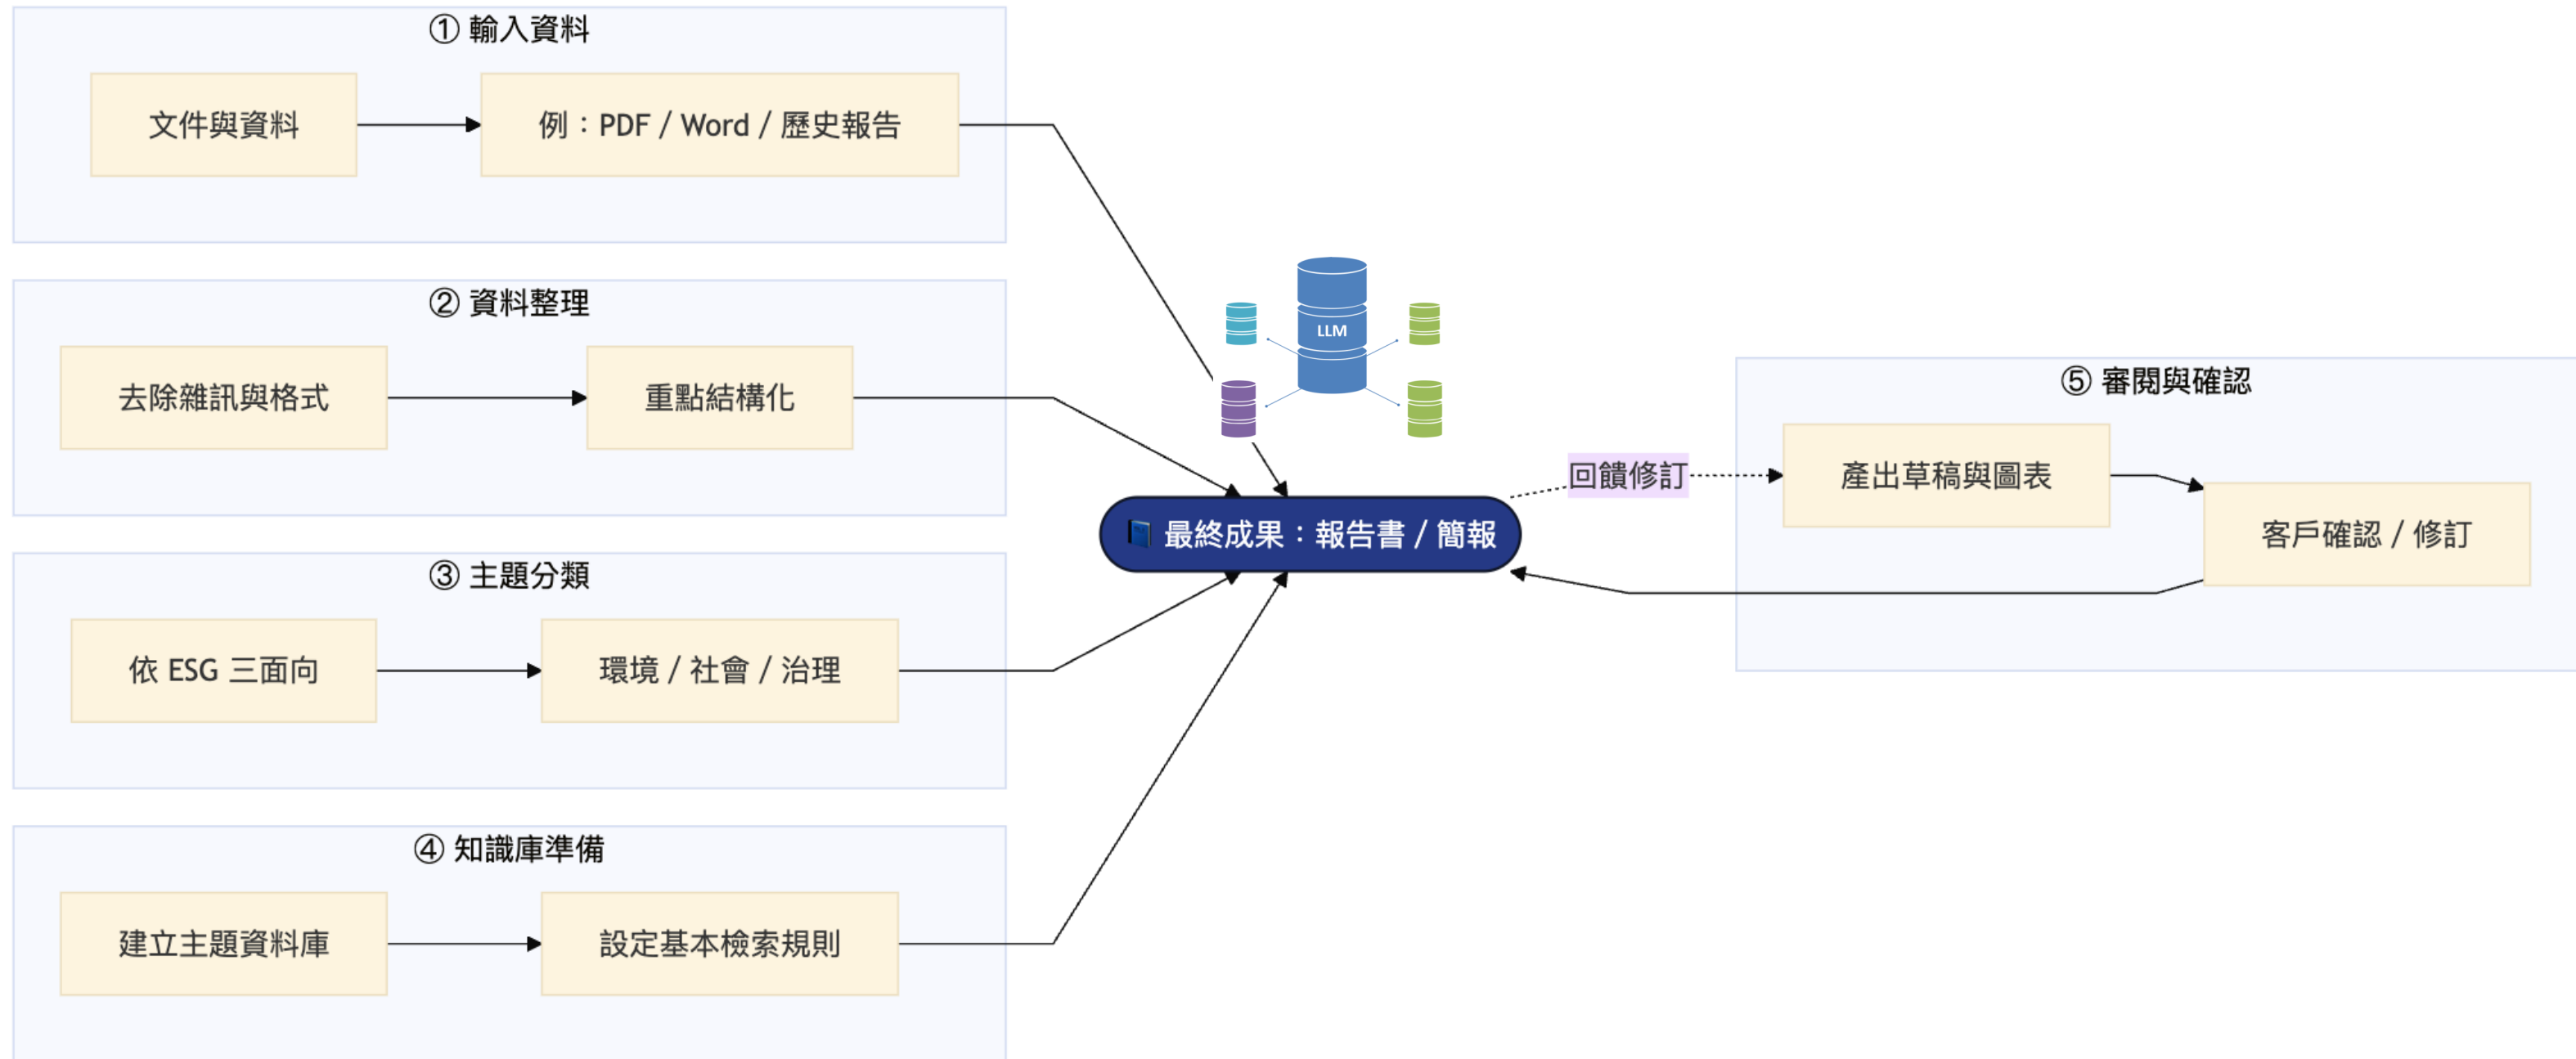 ① 輸入資料
文件與資料
例：PDF / Word / 歷史報告
② 資料整理
去除雜訊與格式
重點結構化
③ 主題分類
依 ESG 三面向
環境 / 社會 / 治理
④ 知識庫準備
建立主題資料庫
設定基本檢索規則
LLM
📘 最終成果：報告書 / 簡報
回饋修訂
⑤ 審閱與確認
產出草稿與圖表
客戶確認 / 修訂